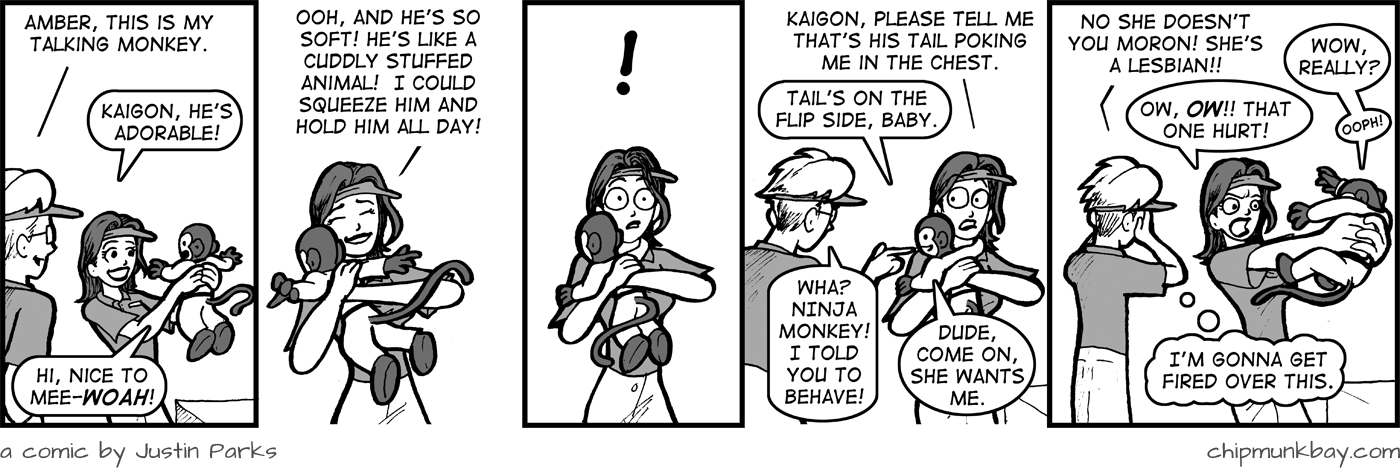 AMBER, THIS IS MY
TALKING MONKEY.
KAIGON, HE'S
ADORABLE!
HI, NICE TO
MEE-WOAH!
OOH, AND HE'S SO
SOFT! HE'S LIKE A
CUDDLY STUFFED
ANIMAL! I COULD
SQUEEZE HIM AND
HOLD HIM ALL DAY!
!
KAIGON, PLEASE TELL ME
THAT'S HIS TAIL POKING
ME IN THE CHEST.
TAIL'S ON THE
FLIP SIDE, BABY.
WHA?
NINJA
MONKEY!
I TOLD
YOU TO
BEHAVE!
DUDE,
COME ON,
SHE WANTS
ME.
NO SHE DOESN'T
YOU MORON! SHE'S
A LESBIAN!!
WOW,
REALLY?
OOPH!
OW, OW!! THAT
ONE HURT!
I'M GONNA GET
FIRED OVER THIS.
a comic by Justin Parks
chipmunkbay.com